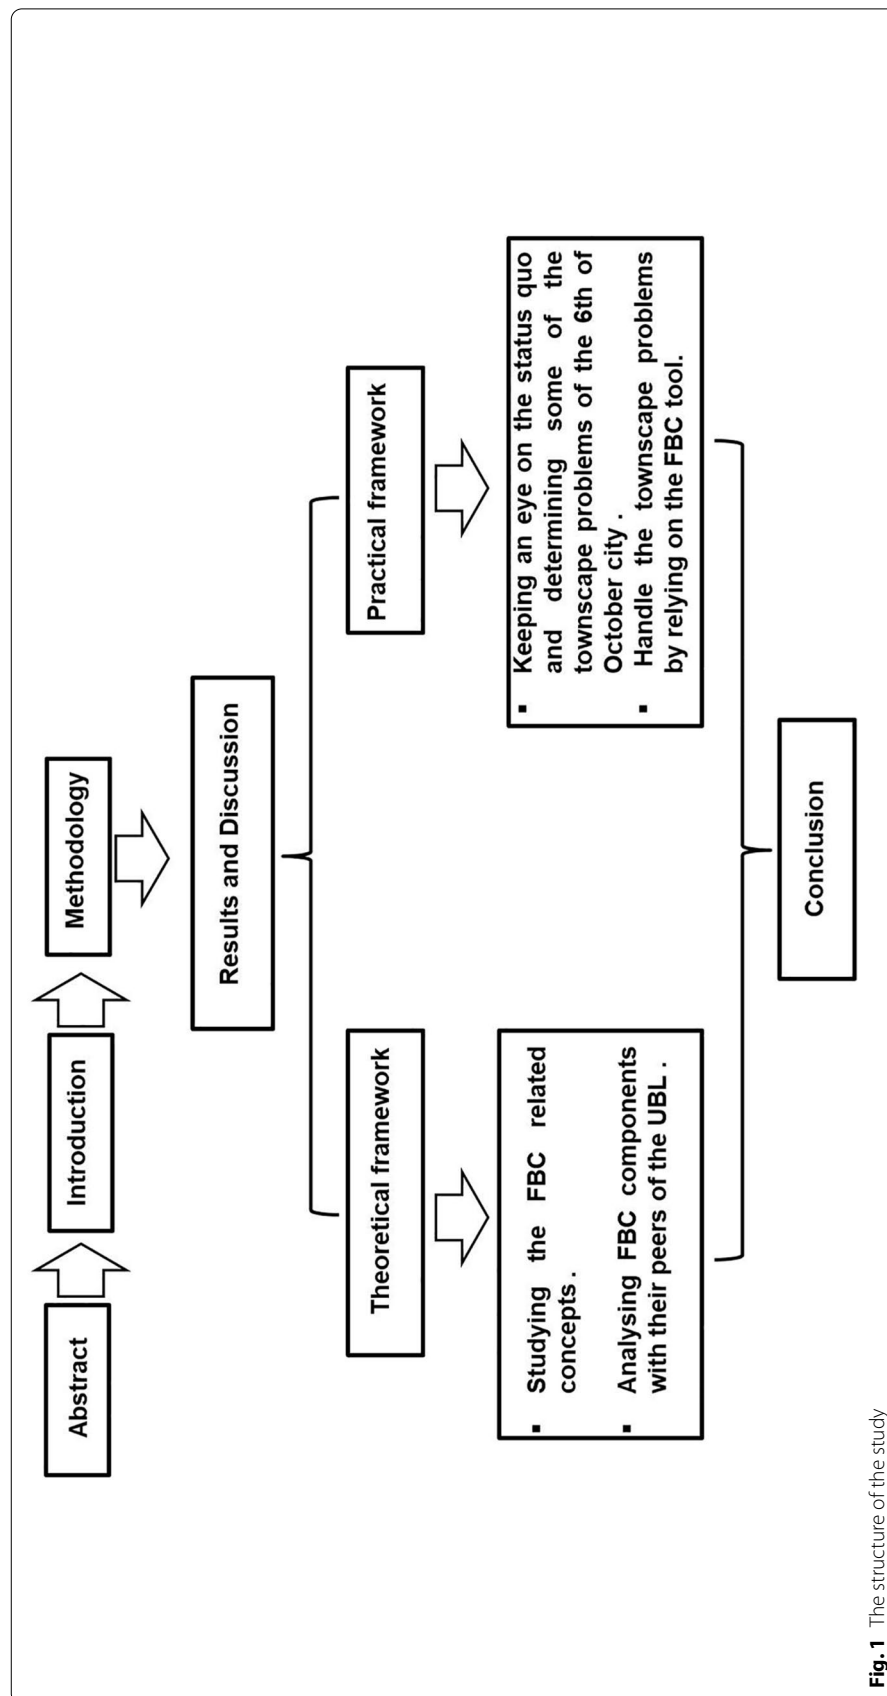 Abstract
Introduction
Methodology
Results and Discussion
Theoretical framework
▪ Studying the FBC related
concepts .
▪ Analysing FBC components
with their peers of the UBL .
Practical framework
▪ Keeping an eye on the status quo
and determining some of the
townscape problems of the 6th of
October city .
▪ Handle the townscape problems
by relying on the FBC tool.
Conclusion
Fig. 1 The structure of the study